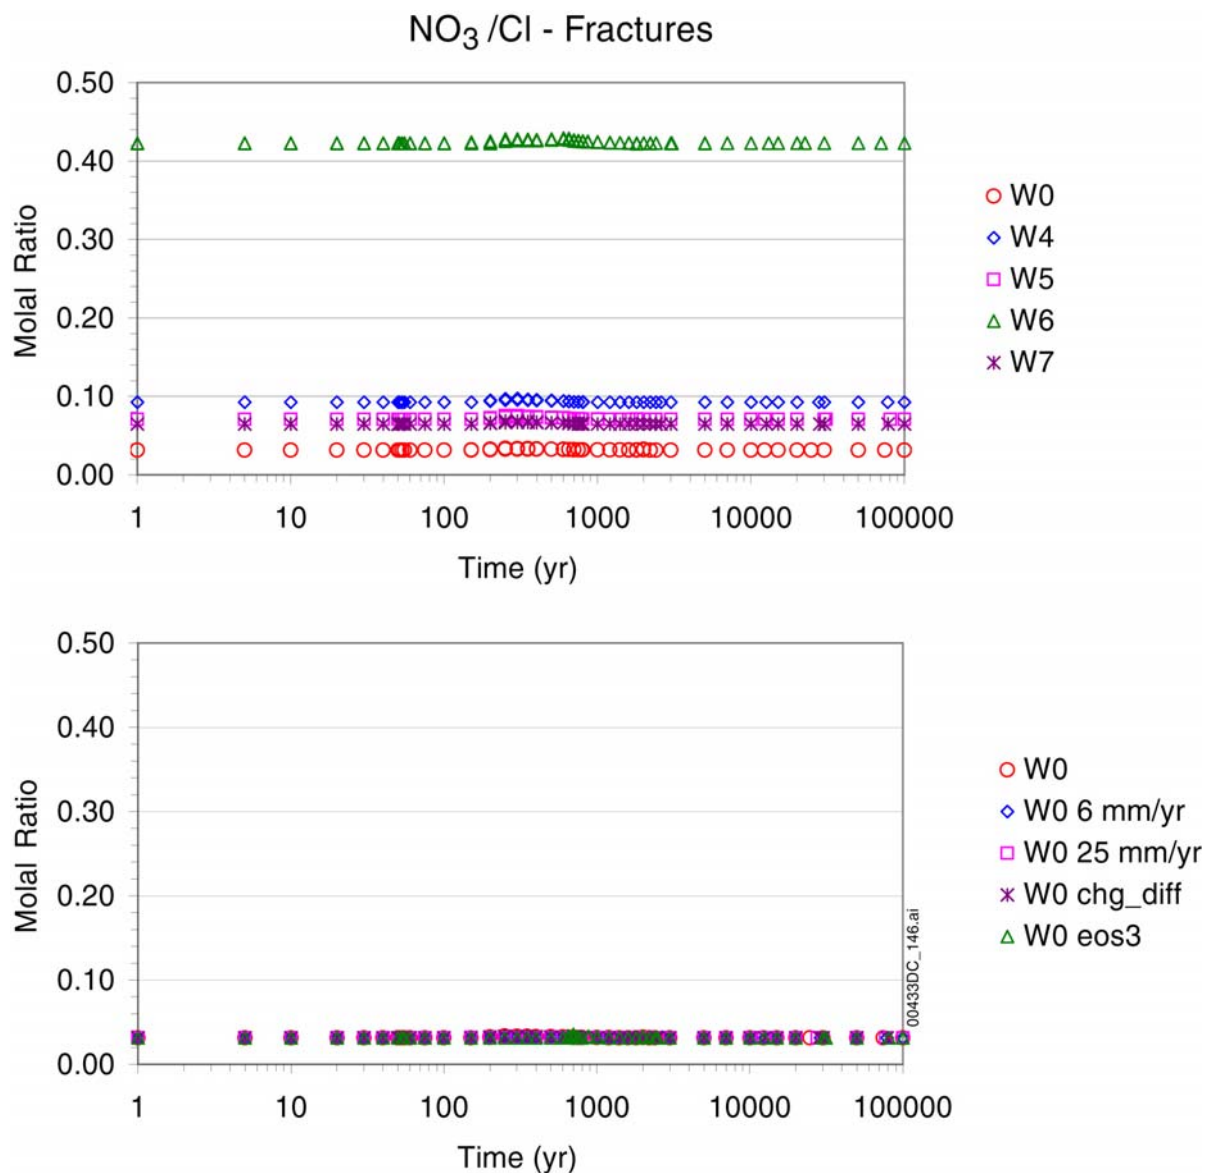 NO3 /Cl - Fractures
0.50
0.40
0.30
0.20
0.10
0.00
Molal Ratio
1 10 100 1000 10000 100000
Time (yr)
W0
W4
W5
W6
W7
0.50
0.40
0.30
0.20
0.10
0.00
Molal Ratio
1 10 100 1000 10000 100000
Time (yr)
W0
W0 6 mm/yr
W0 25 mm/yr
W0 chg_diff
W0 eos3
00433DC_146.ai